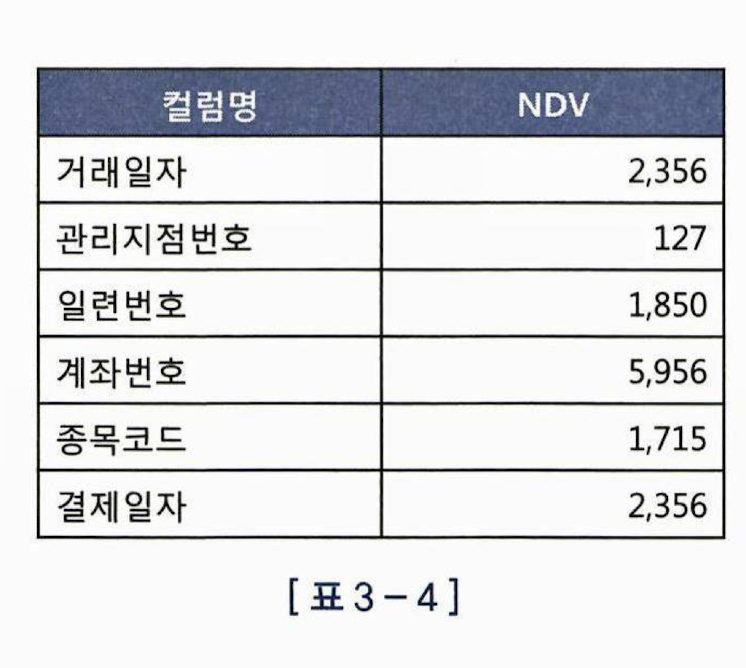 컬럼명 NDV
거래일자 2,356
관리지점번호 127
일련번호 1,850
계좌번호 5,956
종목코드 1,715
결제일자 2,356
[ 표 3 - 4 ]